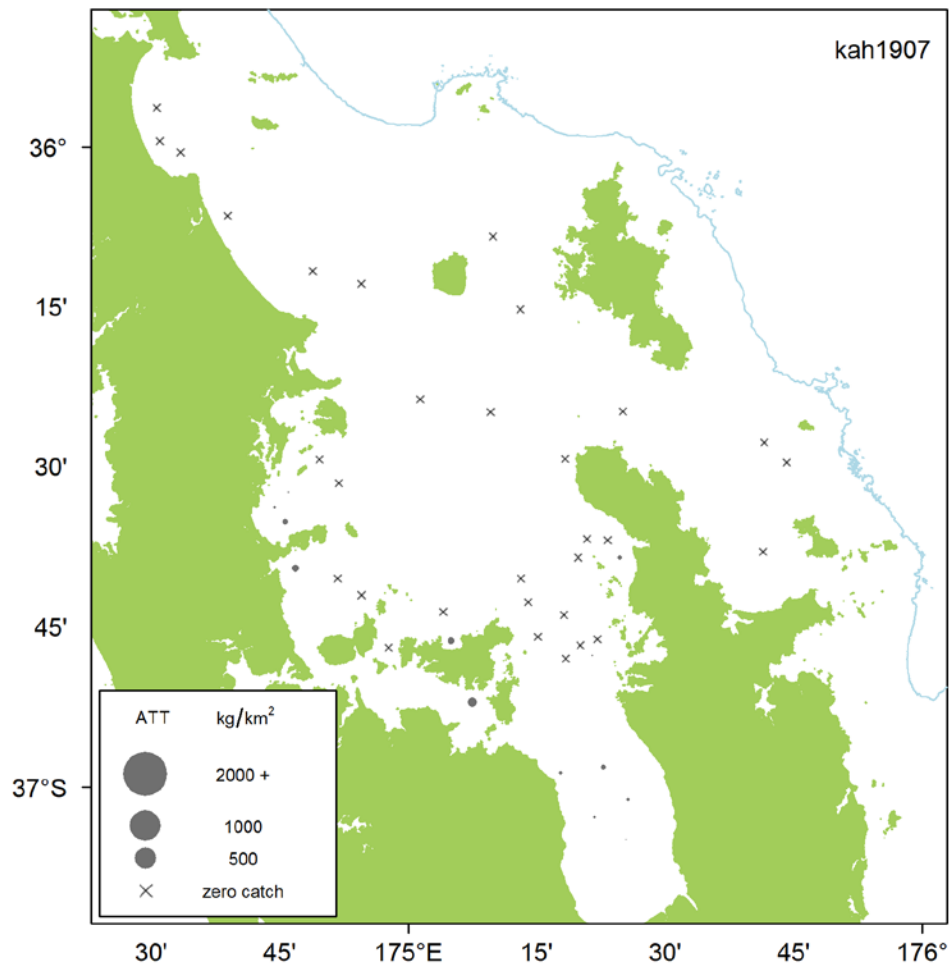 kah1907
36°
15'
30'
45'
37°S
ATT kg/km²
2000 +
1000
500
zero catch
30' 45' 175°E 15' 30' 45' 176°